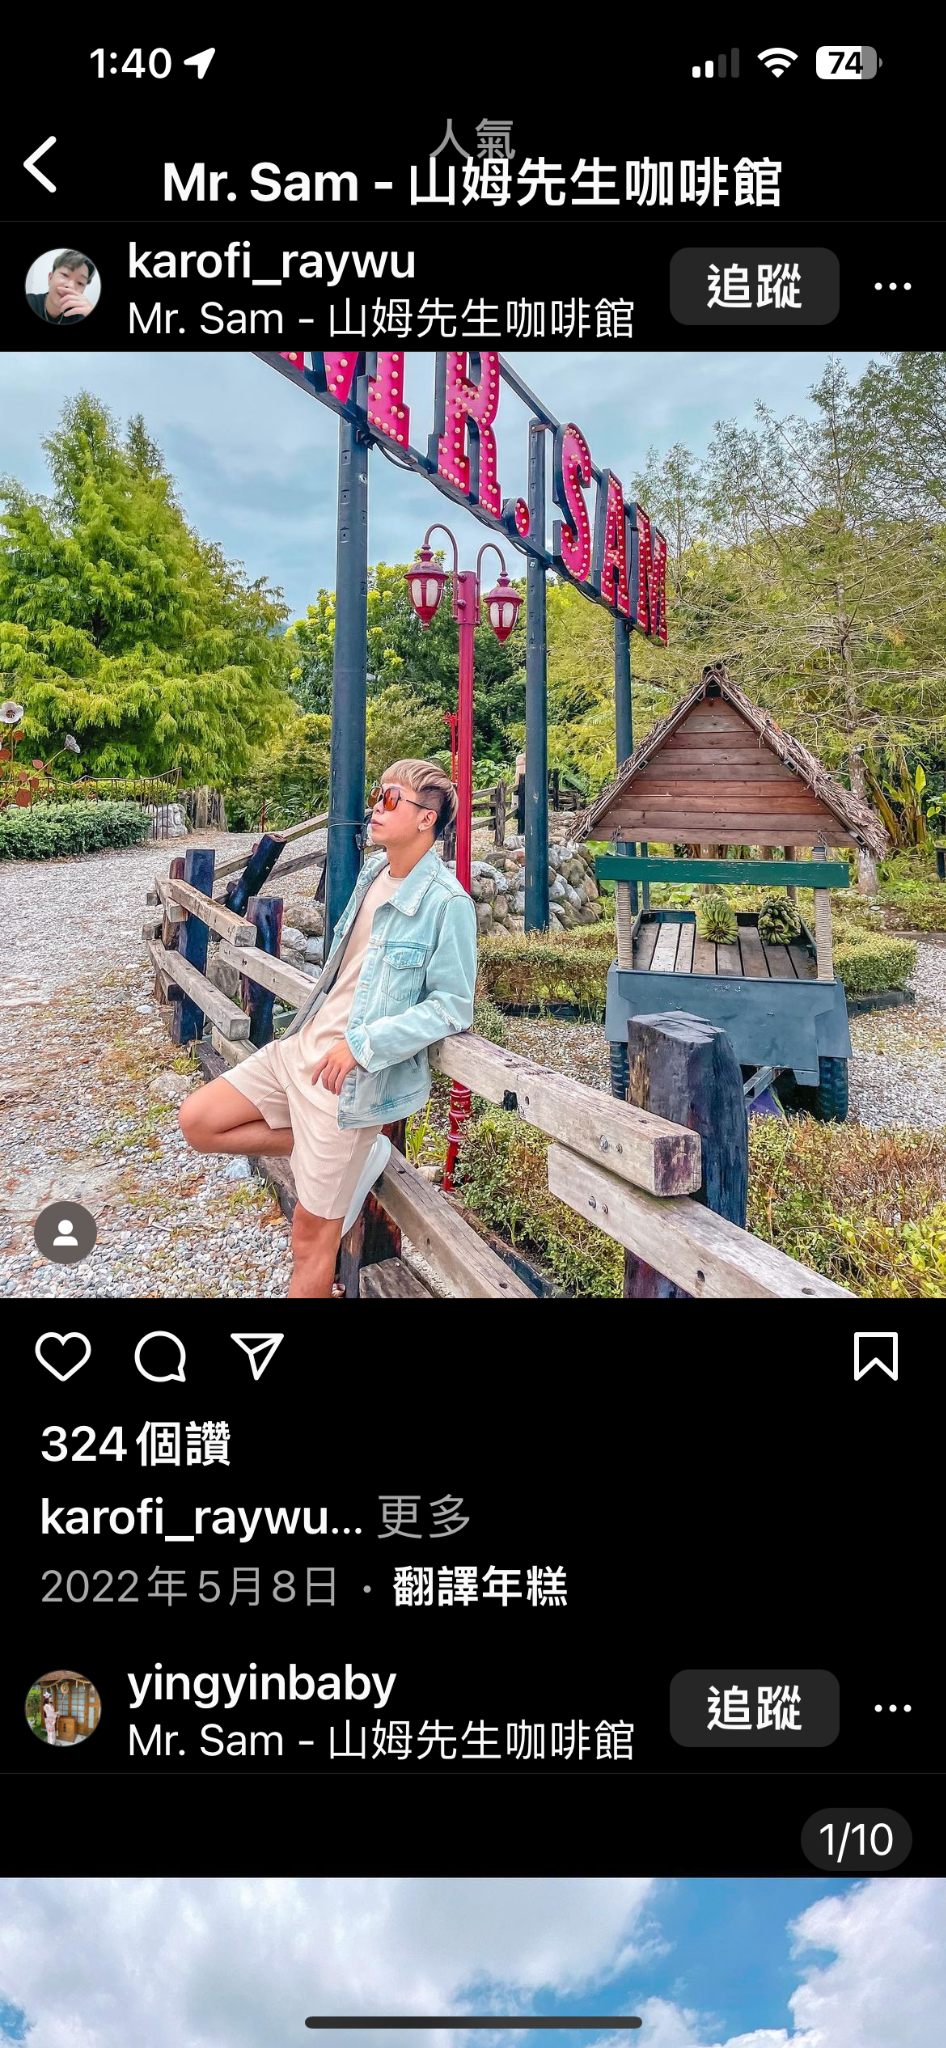 1:40
74
人氣
Mr. Sam - 山姆先生咖啡館
karofi_raywu
追蹤
Mr. Sam - 山姆先生咖啡館
MR. SAM
324 個讚
karofi_raywu... 更多
2022年5月8日 · 翻譯年糕
yingyinbaby
追蹤
Mr. Sam - 山姆先生咖啡館
1/10